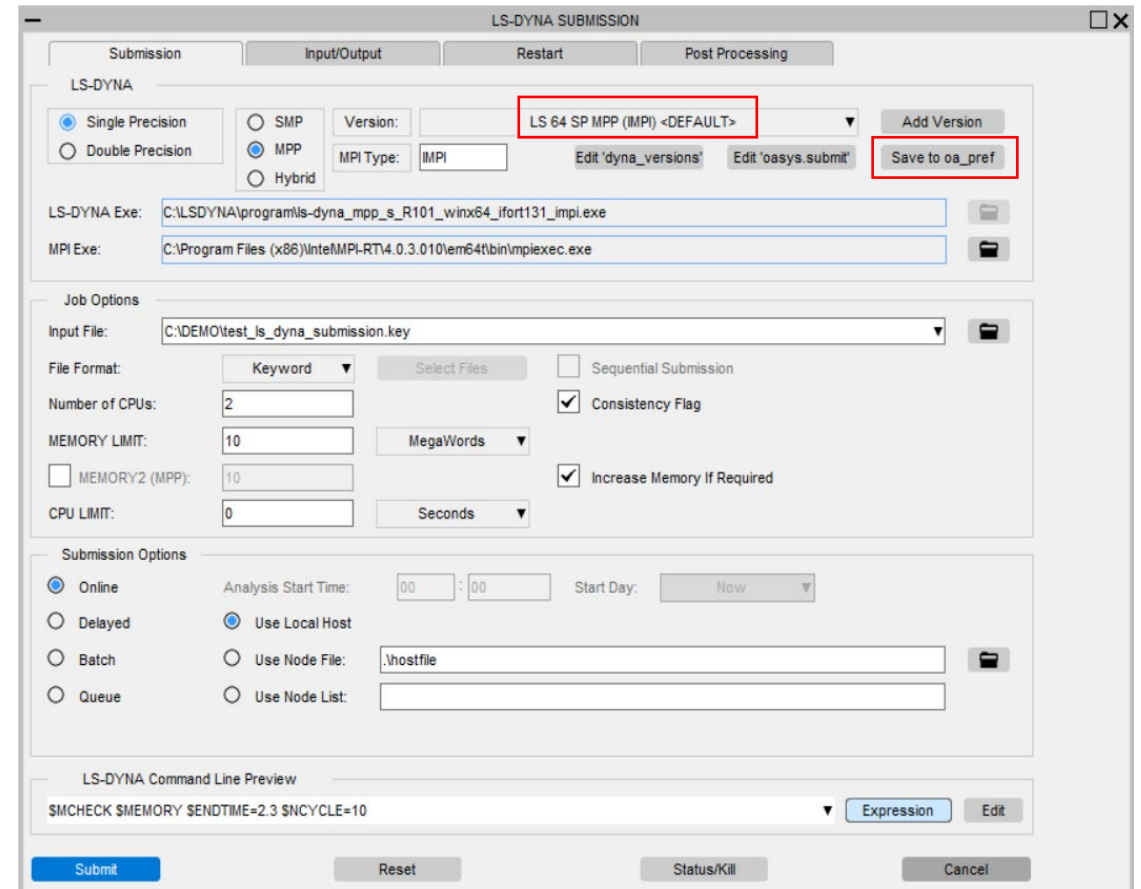 LS-DYNA SUBMISSION
Submission Input/Output Restart Post Processing
LS-DYNA
Single Precision SMP Version: LS 64 SP MPP (IMPI) <DEFAULT> Add Version
Double Precision MPP MPI Type: IMPI Edit 'dyna_versions' Edit 'oasys.submit' Save to oa_pref
Hybrid
LS-DYNA Exe: C:\LSDYNA\program\ls-dyna_mpp_s_R101_winx64_ifort131_impi.exe
MPI Exe: C:\Program Files (x86)\Intel\MPI-RT\4.0.3.010\em64t\bin\mpiexec.exe
Job Options
Input File: C:\DEMO\test_ls_dyna_submission.key
File Format: Keyword Select Files Sequential Submission
Number of CPUs: 2 Consistency Flag
MEMORY LIMIT: 10 MegaWords
MEMORY2 (MPP): 10 Increase Memory If Required
CPU LIMIT: 0 Seconds
Submission Options
Online Analysis Start Time: 00 : 00 Start Day: Now
Delayed Use Local Host
Batch Use Node File: .\hostfile
Queue Use Node List:
LS-DYNA Command Line Preview
$MCHECK $MEMORY $ENDTIME=2.3 $NCYCLE=10 Expression Edit
Submit Reset Status/Kill Cancel